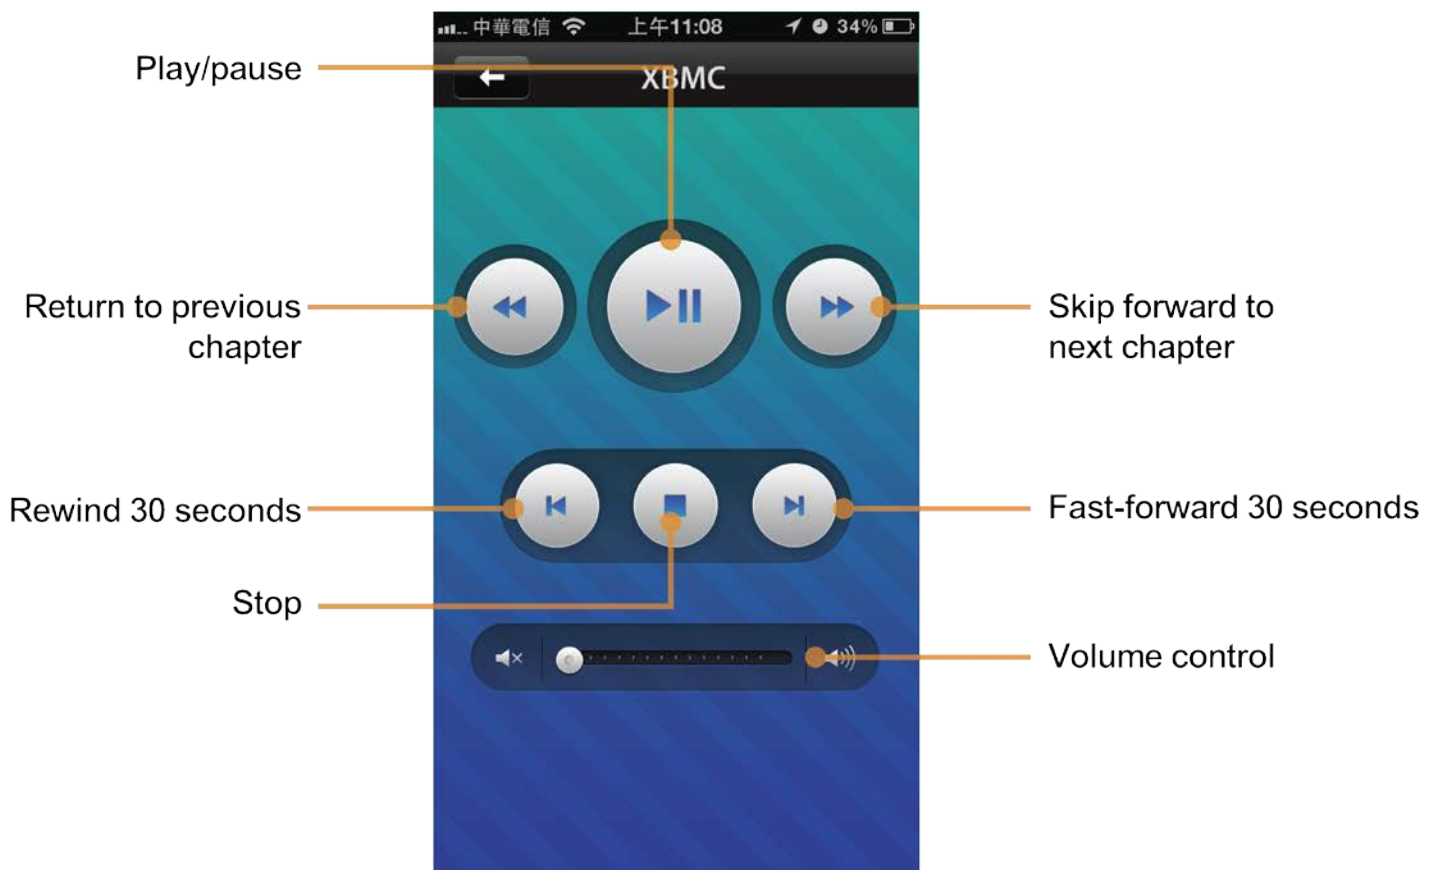 中華電信 上午11:08 34%
XBMC
Play/pause
Return to previous
chapter
Skip forward to
next chapter
Rewind 30 seconds
Fast-forward 30 seconds
Stop
Volume control